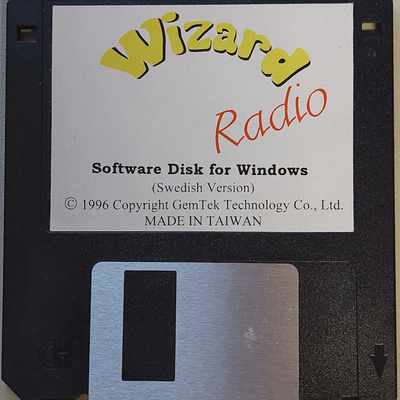 Wizard
Radio
Software Disk for Windows
(Swedish Version)
© 1996 Copyright GemTek Technology Co., Ltd.
MADE IN TAIWAN